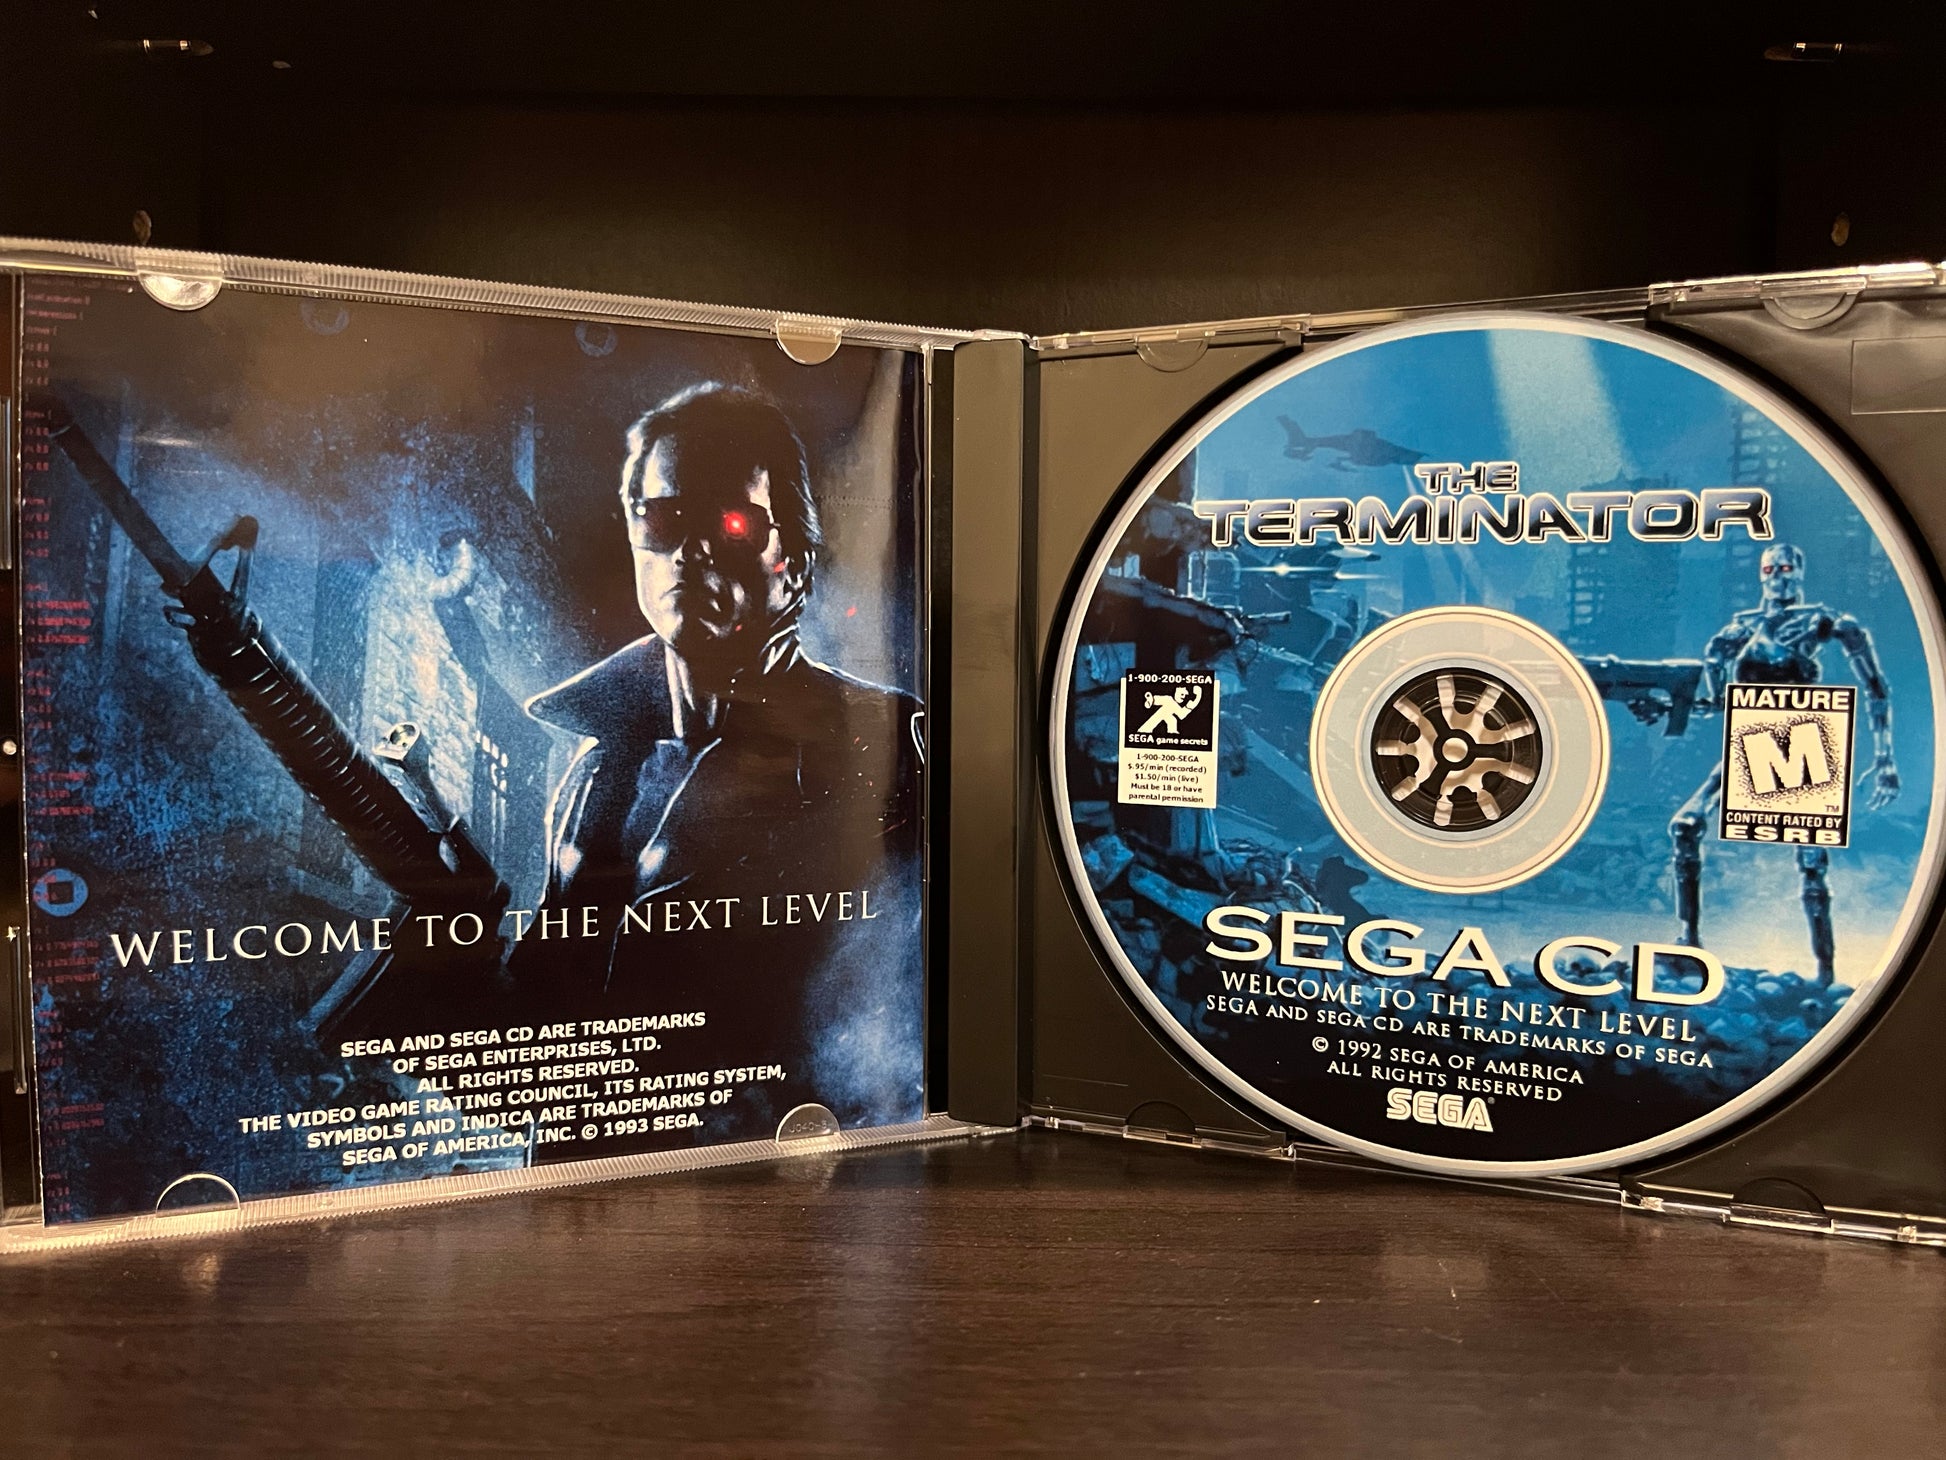 WELCOME TO THE NEXT LEVEL
SEGA AND SEGA CD ARE TRADEMARKS
OF SEGA ENTERPRISES, LTD.
ALL RIGHTS RESERVED.
THE VIDEO GAME RATING COUNCIL, ITS RATING SYSTEM,
SYMBOLS AND INDICA ARE TRADEMARKS OF
SEGA OF AMERICA, INC. © 1993 SEGA.
THE
TERMINATOR
1-900-200-SEGA
SEGA game secrets
1-900-200-SEGA
$.95/min (recorded)
$1.50/min (live)
Must be 18 or have
parental permission
MATURE
M
TM
CONTENT RATED BY
ESRB
SEGA CD
WELCOME TO THE NEXT LEVEL
SEGA AND SEGA CD ARE TRADEMARKS OF SEGA
© 1992 SEGA OF AMERICA
ALL RIGHTS RESERVED
SEGA®